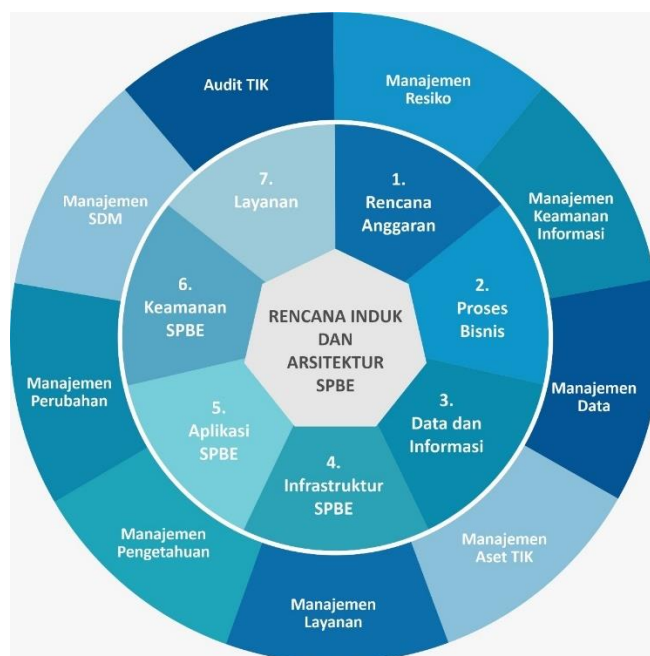 RENCANA INDUK
DAN
ARSITEKTUR
SPBE
1.
Rencana
Anggaran
2.
Proses
Bisnis
3.
Data dan
Informasi
4.
Infrastruktur
SPBE
5.
Aplikasi
SPBE
6.
Keamanan
SPBE
7.
Layanan
Manajemen
Resiko
Manajemen
Keamanan
Informasi
Manajemen
Data
Manajemen
Aset TIK
Manajemen
Layanan
Manajemen
Pengetahuan
Manajemen
Perubahan
Manajemen
SDM
Audit TIK